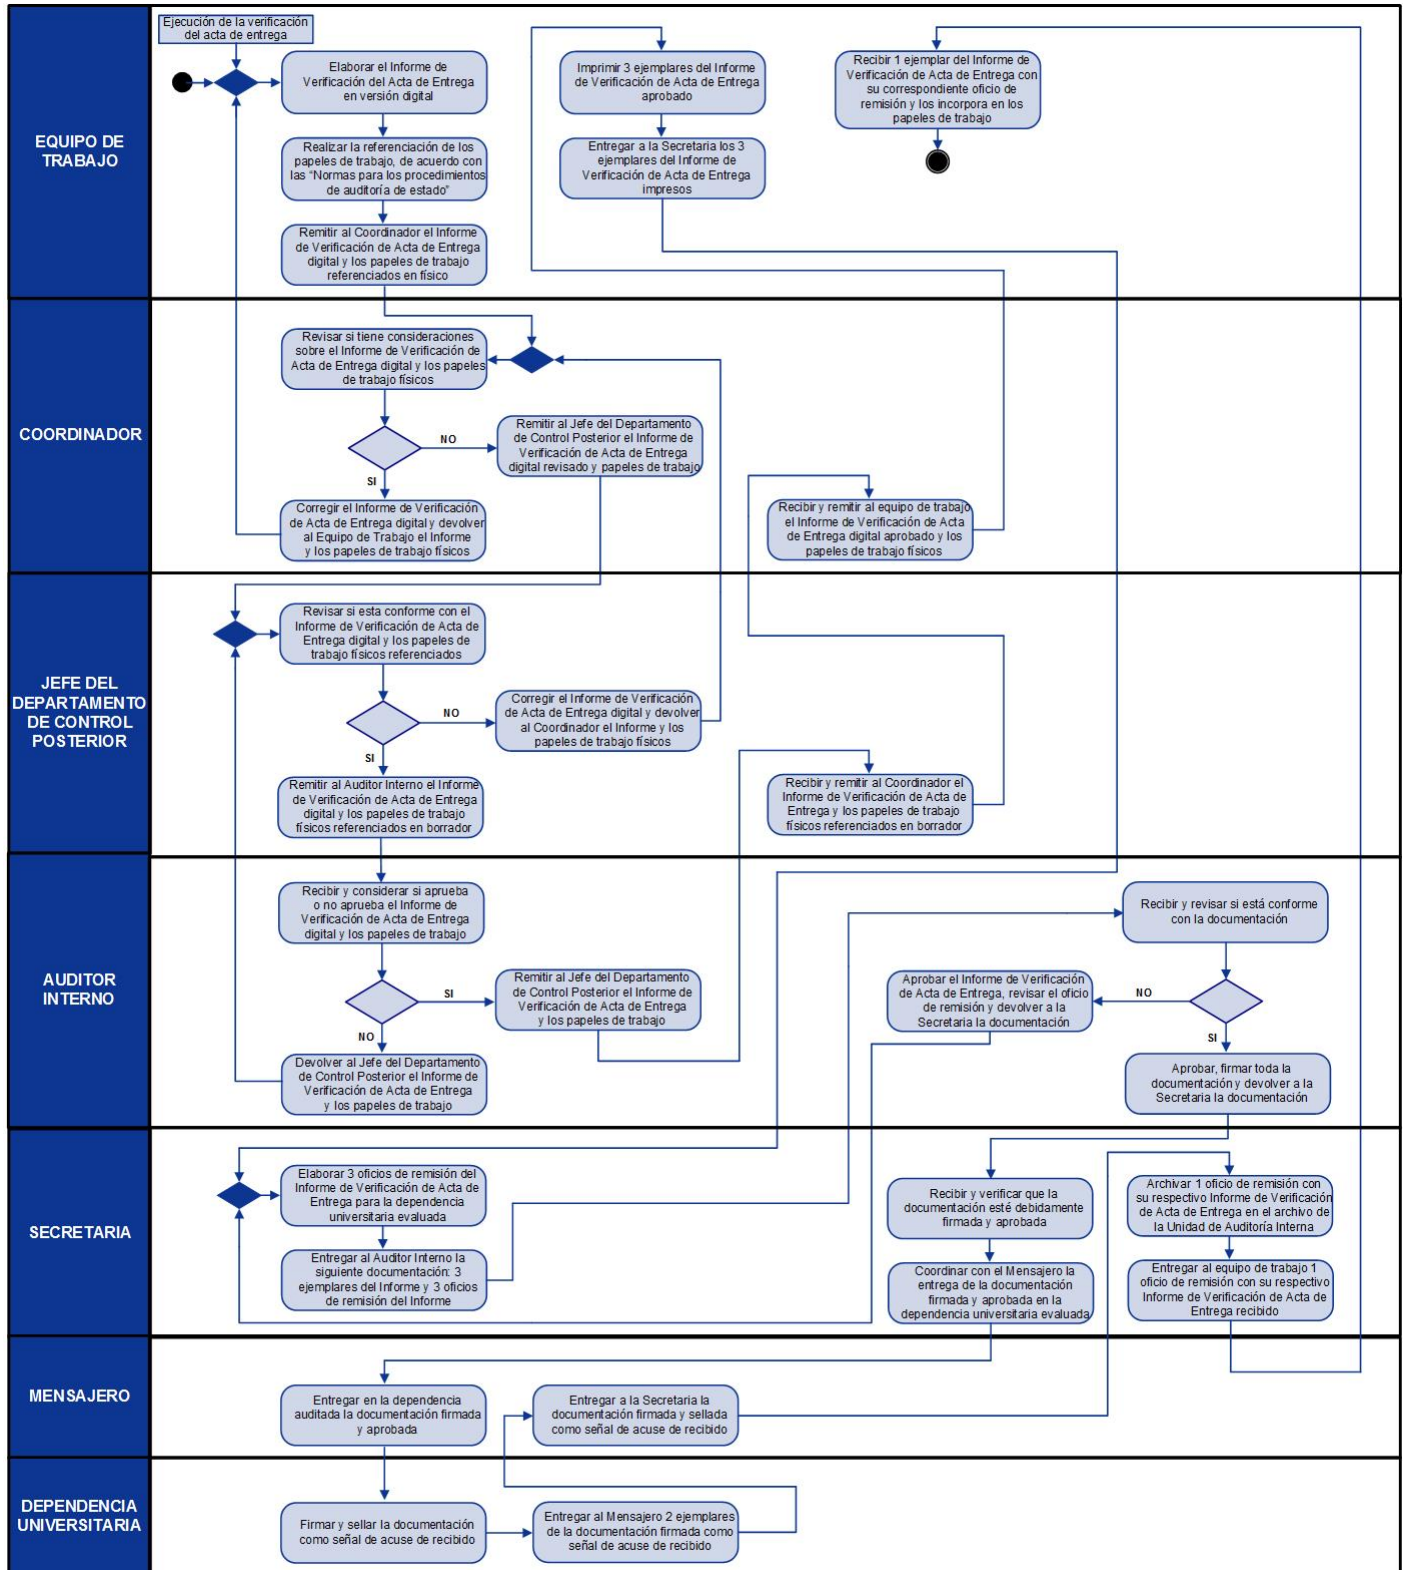 EQUIPO DE
TRABAJO
Ejecución de la verificación
del acta de entrega
Elaborar el Informe de
Verificación del Acta de Entrega
en versión digital
Realizar la referenciación de los
papeles de trabajo, de acuerdo con
las “Normas para los procedimientos
de auditoría de estado”
Remitir al Coordinador el Informe
de Verificación de Acta de Entrega
digital y los papeles de trabajo
referenciados en físico
Imprimir 3 ejemplares del Informe
de Verificación de Acta de Entrega
aprobado
Entregar a la Secretaria los 3
ejemplares del Informe de
Verificación de Acta de Entrega
impresos
Recibir 1 ejemplar del Informe de
Verificación de Acta de Entrega con
su correspondiente oficio de
remisión y los incorpora en los
papeles de trabajo
COORDINADOR
Revisar si tiene consideraciones
sobre el Informe de Verificación de
Acta de Entrega digital y los papeles
de trabajo físicos
NO
SI
Remitir al Jefe del Departamento
de Control Posterior el Informe de
Verificación de Acta de Entrega
digital revisado y papeles de trabajo
Corregir el Informe de Verificación
de Acta de Entrega digital y devolver
al Equipo de Trabajo el Informe
y los papeles de trabajo físicos
Recibir y remitir al equipo de trabajo
el Informe de Verificación de Acta
de Entrega digital aprobado y los
papeles de trabajo físicos
JEFE DEL
DEPARTAMENTO
DE CONTROL
POSTERIOR
Revisar si esta conforme con el
Informe de Verificación de Acta de
Entrega digital y los papeles de
trabajo físicos referenciados
NO
SI
Corregir el Informe de Verificación
de Acta de Entrega digital y devolver
al Coordinador el Informe y los
papeles de trabajo físicos
Remitir al Auditor Interno el Informe
de Verificación de Acta de Entrega
digital y los papeles de trabajo
físicos referenciados en borrador
Recibir y remitir al Coordinador el
Informe de Verificación de Acta de
Entrega y los papeles de trabajo
físicos referenciados en borrador
AUDITOR
INTERNO
Recibir y considerar si aprueba
o no aprueba el Informe de
Verificación de Acta de Entrega
digital y los papeles de trabajo
SI
NO
Remitir al Jefe del Departamento
de Control Posterior el Informe de
Verificación de Acta de Entrega
y los papeles de trabajo
Devolver al Jefe del Departamento
de Control Posterior el Informe de
Verificación de Acta de Entrega
y los papeles de trabajo
Recibir y revisar si está conforme
con la documentación
NO
SI
Aprobar el Informe de Verificación
de Acta de Entrega, revisar el oficio
de remisión y devolver a la
Secretaria la documentación
Aprobar, firmar toda la
documentación y devolver a la
Secretaria la documentación
SECRETARIA
Elaborar 3 oficios de remisión del
Informe de Verificación de Acta de
Entrega para la dependencia
universitaria evaluada
Entregar al Auditor Interno la
siguiente documentación: 3
ejemplares del Informe y 3 oficios
de remisión del Informe
Recibir y verificar que la
documentación esté debidamente
firmada y aprobada
Coordinar con el Mensajero la
entrega de la documentación
firmada y aprobada en la
dependencia universitaria evaluada
Archivar 1 oficio de remisión con
su respectivo Informe de Verificación
de Acta de Entrega en el archivo de
la Unidad de Auditoría Interna
Entregar al equipo de trabajo 1
oficio de remisión con su respectivo
Informe de Verificación de Acta de
Entrega recibido
MENSAJERO
Entregar en la dependencia
auditada la documentación firmada
y aprobada
Entregar a la Secretaria la
documentación firmada y sellada
como señal de acuse de recibido
DEPENDENCIA
UNIVERSITARIA
Firmar y sellar la documentación
como señal de acuse de recibido
Entregar al Mensajero 2 ejemplares
de la documentación firmada como
señal de acuse de recibido